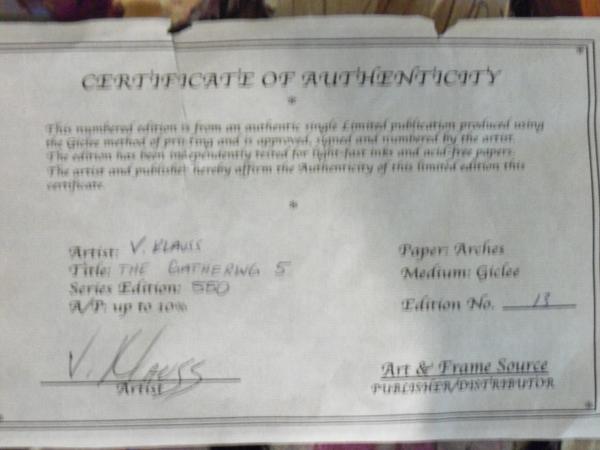 CERTIFICATE OF AUTHENTICITY
*
This numbered edition is from an authentic single Limited publication produced using
the Giclee method of printing and is approved, signed and numbered by the artist.
The edition has been independently tested for light-fast inks and acid-free papers.
The artist and publisher hereby affirm the Authenticity of this limited edition this
certificate.
*
Artist: V. KLAUSS
Title: THE GATHERING 5
Series Edition: 550
A/P: up to 10%
Paper: Arches
Medium: Giclee
Edition No. 13
V. Klauss
Artist
Art & Frame Source
PUBLISHER/DISTRIBUTOR